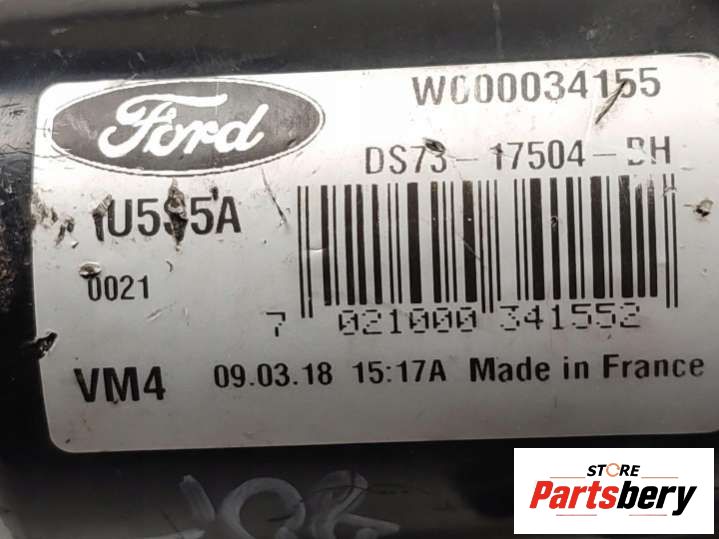 Ford
W000034155
DS73-17504-BH
1U5S5A
0021
7 021000 341552
VM4 09.03.18 15:17A Made in France
STORE
Partsbery